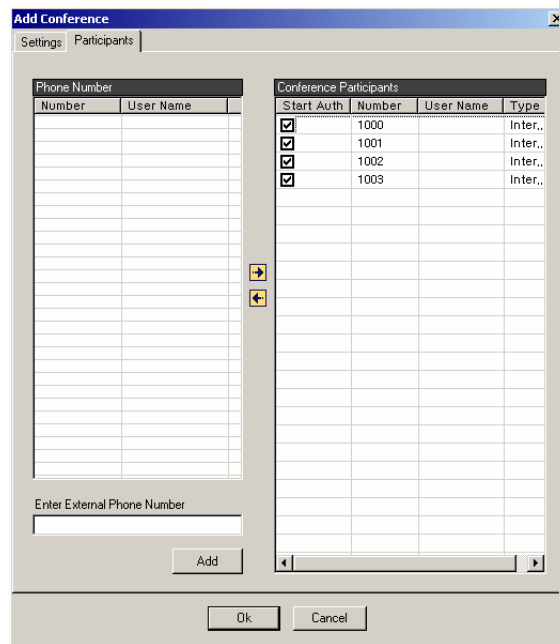 Add Conference
Settings Participants
Phone Number
Number User Name
Conference Participants
Start Auth Number User Name Type
1000 Inter..
1001 Inter..
1002 Inter..
1003 Inter..
Enter External Phone Number
Add
Ok Cancel